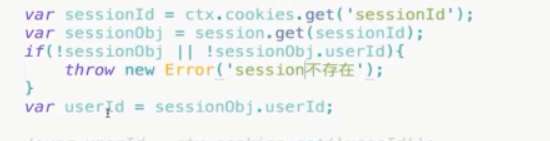 var sessionId = ctx.cookies.get('sessionId');
var sessionObj = session.get(sessionId);
if(!sessionObj || !sessionObj.userId){
throw new Error('session不存在');
}
var userId = sessionObj.userId;